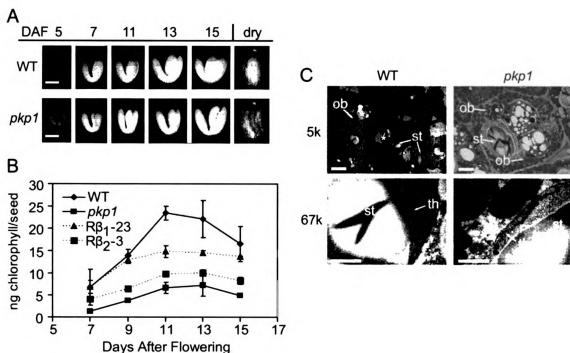 A
DAF 5 7 11 13 15 dry
WT
pkp1
B
ng chlorophyll/seed
30
25
20
15
10
5
0
WT
pkp1
Rβ1-23
Rβ2-3
5 7 9 11 13 15 17
Days After Flowering
C
WT pkp1
5k
ob
st
ob
st
ob
67k
st
th
st